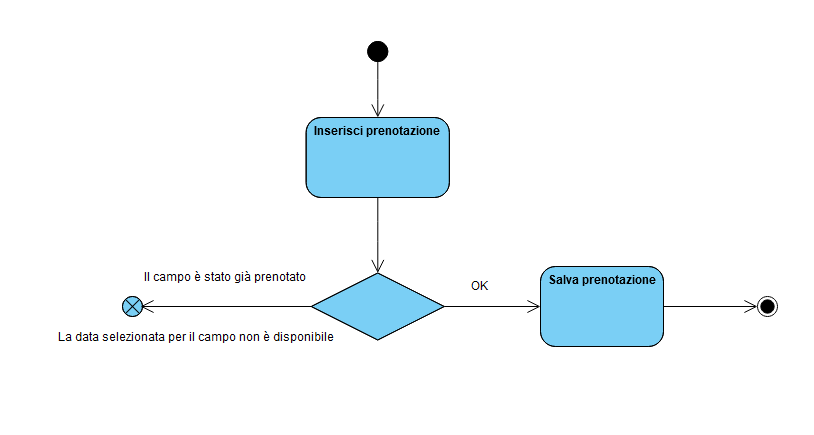 Inserisci prenotazione
Il campo è stato già prenotato
OK
Salva prenotazione
La data selezionata per il campo non è disponibile